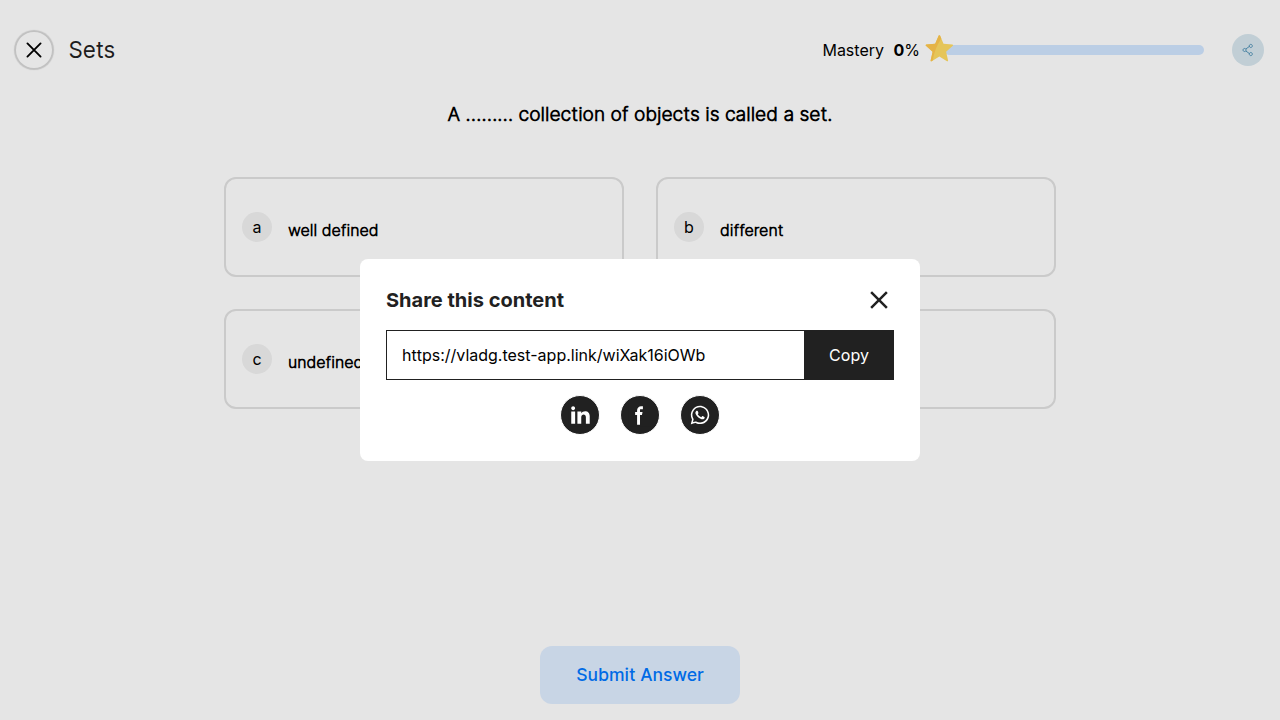 Sets
Mastery 0%
A ......... collection of objects is called a set.
a well defined
b different
Share this content
https://vladg.test-app.link/wiXak16iOWb
Copy
c undefined
Submit Answer